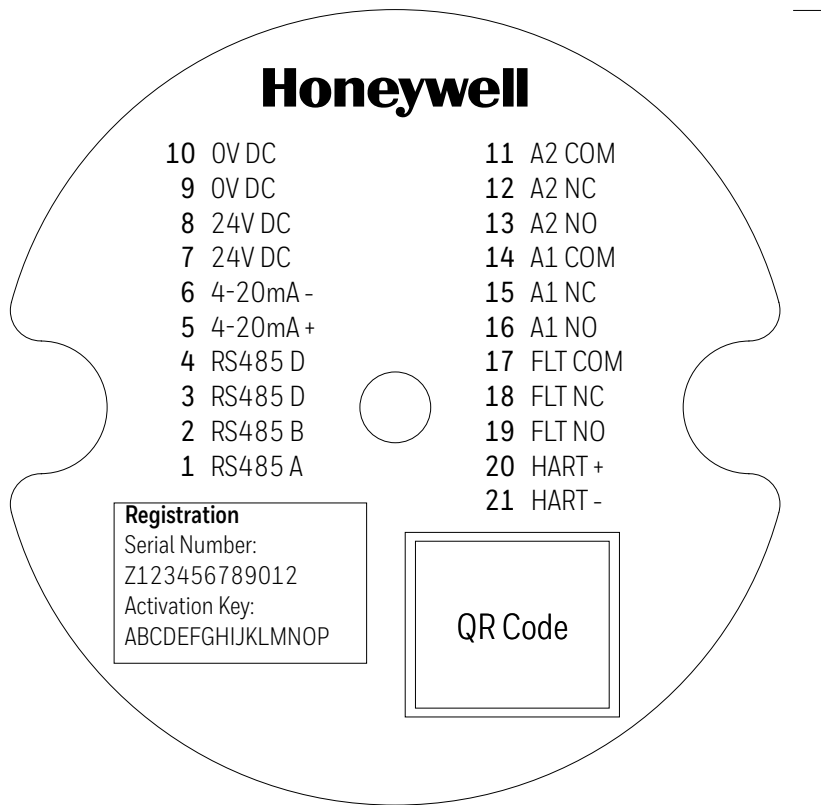 Honeywell
10 0V DC
9 0V DC
8 24V DC
7 24V DC
6 4-20mA -
5 4-20mA +
4 RS485 D
3 RS485 D
2 RS485 B
1 RS485 A
11 A2 COM
12 A2 NC
13 A2 NO
14 A1 COM
15 A1 NC
16 A1 NO
17 FLT COM
18 FLT NC
19 FLT NO
20 HART +
21 HART -
Registration
Serial Number:
Z123456789012
Activation Key:
ABCDEFGHIJKLMNOP
QR Code